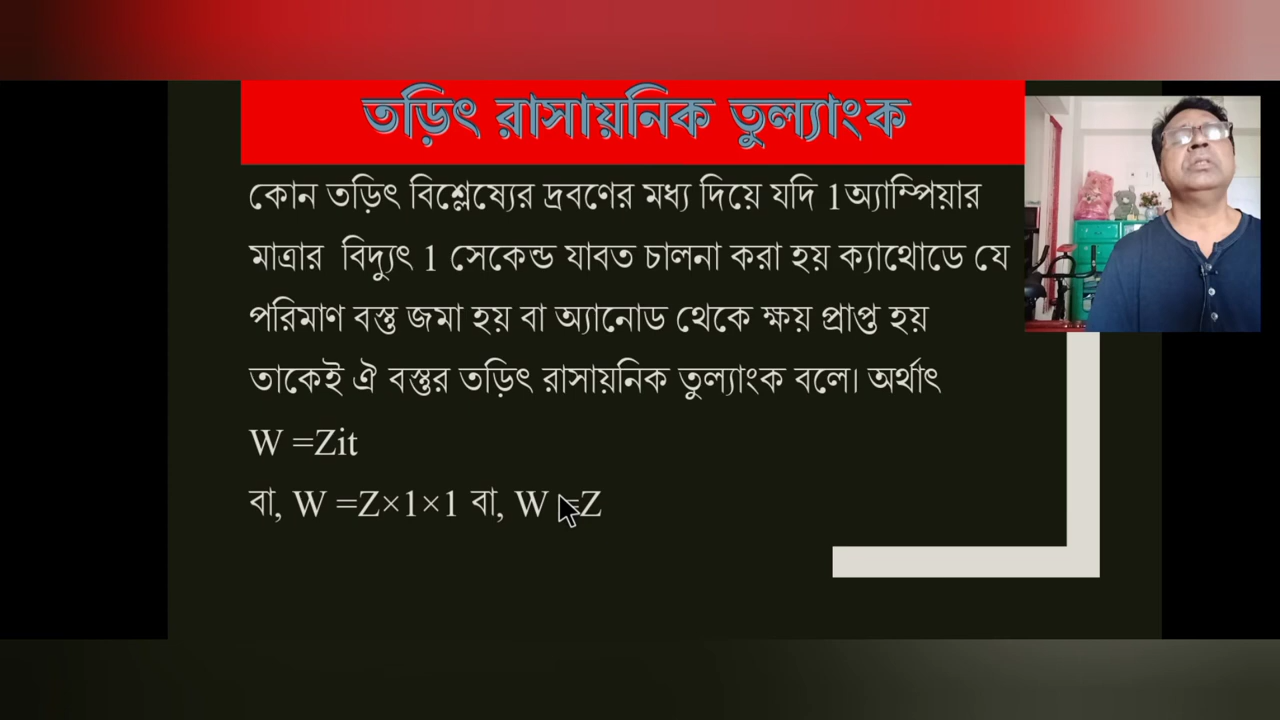 তড়িৎ রাসায়নিক তুল্যাংক
কোন তড়িৎ বিশ্লেষ্যের দ্রবণের মধ্য দিয়ে যদি 1অ্যাম্পিয়ার
মাত্রার বিদ্যুৎ 1 সেকেন্ড যাবত চালনা করা হয় ক্যাথোডে যে
পরিমাণ বস্তু জমা হয় বা অ্যানোড থেকে ক্ষয় প্রাপ্ত হয়
তাকেই ঐ বস্তুর তড়িৎ রাসায়নিক তুল্যাংক বলে। অর্থাৎ
W =Zit
বা, W =Z×1×1 বা, W =Z